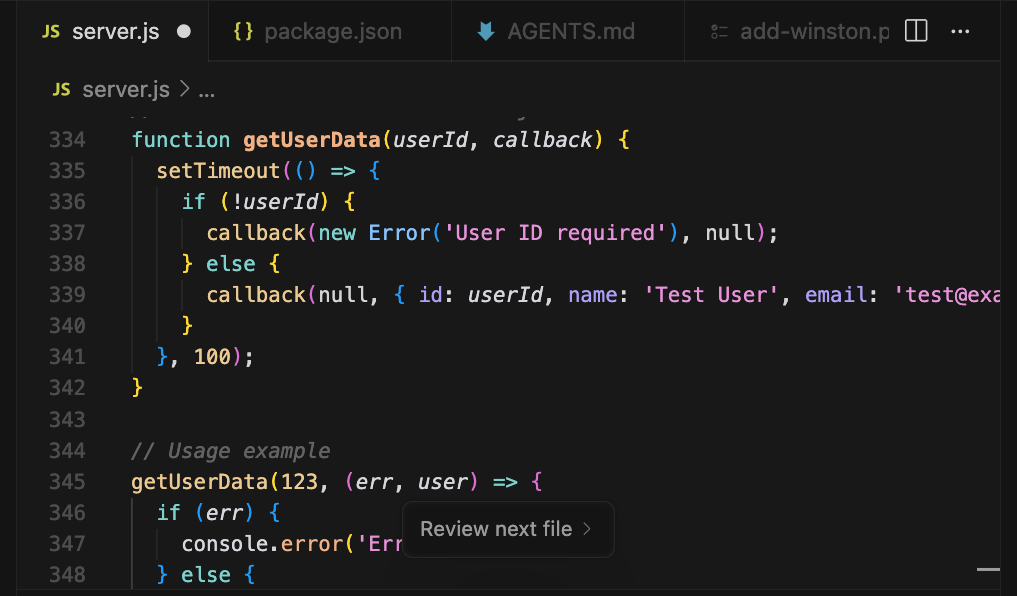 JS server.js ● {} package.json AGENTS.md add-winston.p ...
JS server.js > ...
334 function getUserData(userId, callback) {
335 setTimeout(() => {
336 if (!userId) {
337 callback(new Error('User ID required'), null);
338 } else {
339 callback(null, { id: userId, name: 'Test User', email: 'test@exa
340 }
341 }, 100);
342 }
343
344 // Usage example
345 getUserData(123, (err, user) => {
346 if (err) {
347 console.error('Err
Review next file >
348 } else {